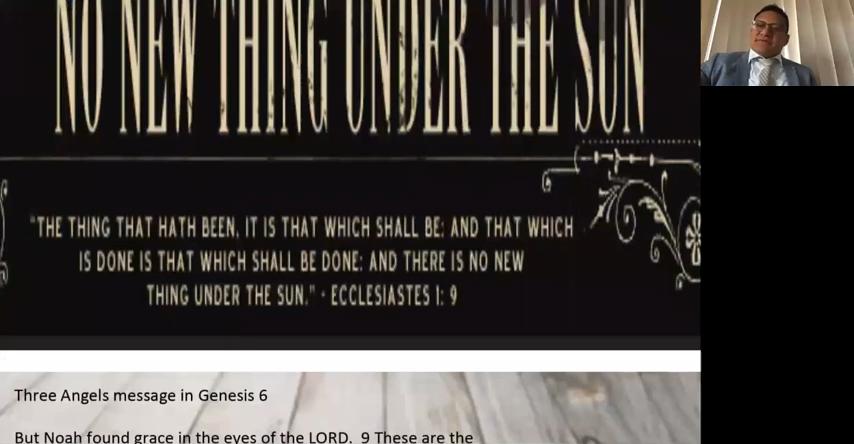 NO NEW THING UNDER THE SUN
"THE THING THAT HATH BEEN, IT IS THAT WHICH SHALL BE; AND THAT WHICH
IS DONE IS THAT WHICH SHALL BE DONE: AND THERE IS NO NEW
THING UNDER THE SUN." - ECCLESIASTES 1: 9
Three Angels message in Genesis 6
But Noah found grace in the eyes of the LORD.  9 These are the